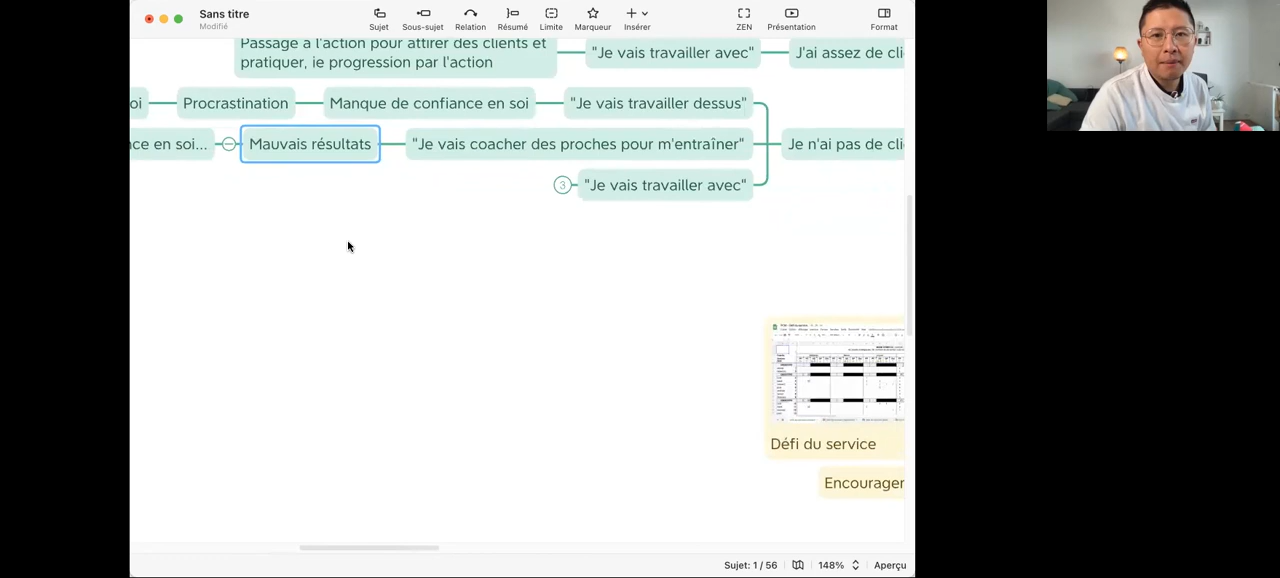 Sans titre
Modifié
Sujet
Sous-sujet
Relation
Résumé
Limite
Marqueur
Insérer
ZEN
Présentation
Format
Passage à l'action pour attirer des clients et
pratiquer, ie progression par l'action
"Je vais travailler avec"
J'ai assez de cli
oi
Procrastination
Manque de confiance en soi
"Je vais travailler dessus"
nce en soi...
Mauvais résultats
"Je vais coacher des proches pour m'entraîner"
Je n'ai pas de cli
3
"Je vais travailler avec"
Défi du service
Encourager
Sujet: 1 / 56
148%
Aperçu